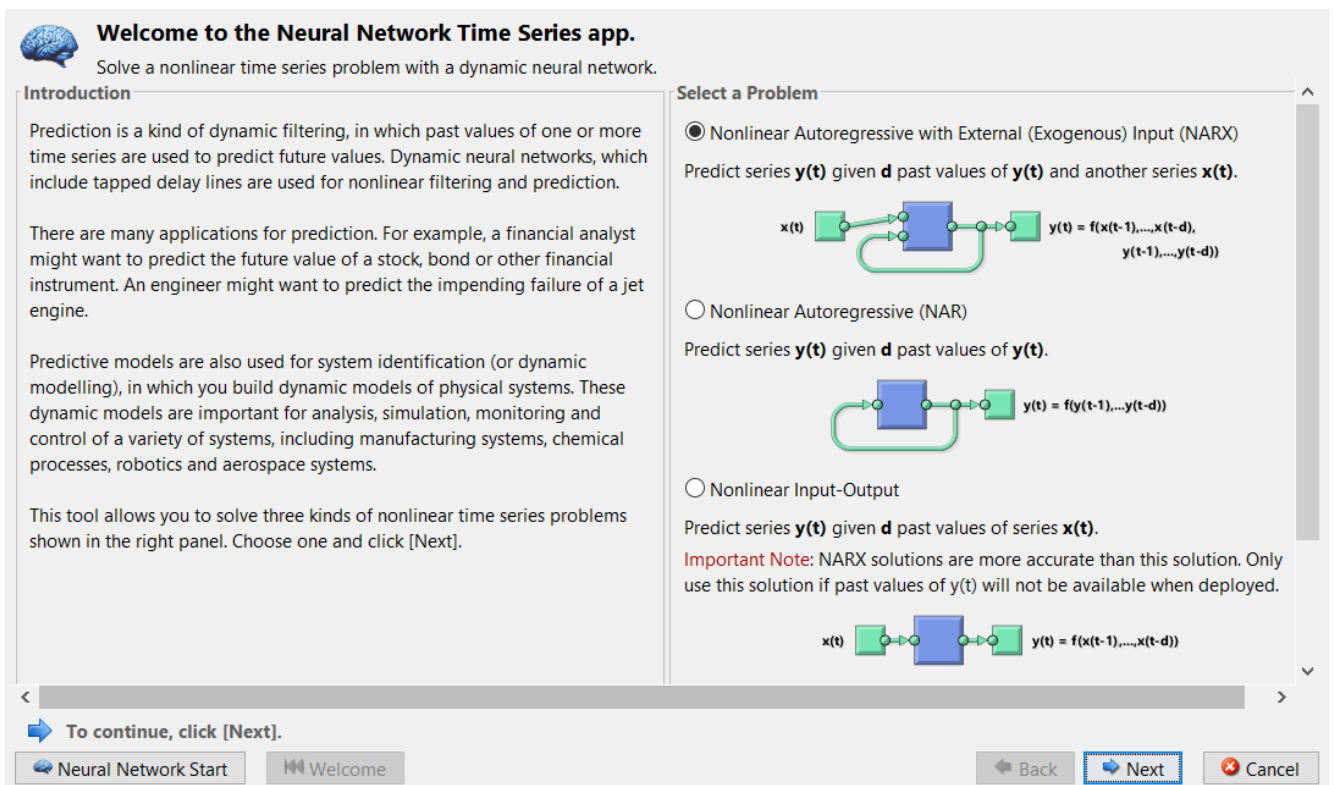 Welcome to the Neural Network Time Series app.
Solve a nonlinear time series problem with a dynamic neural network.
Introduction
Prediction is a kind of dynamic filtering, in which past values of one or more
time series are used to predict future values. Dynamic neural networks, which
include tapped delay lines are used for nonlinear filtering and prediction.
There are many applications for prediction. For example, a financial analyst
might want to predict the future value of a stock, bond or other financial
instrument. An engineer might want to predict the impending failure of a jet
engine.
Predictive models are also used for system identification (or dynamic
modelling), in which you build dynamic models of physical systems. These
dynamic models are important for analysis, simulation, monitoring and
control of a variety of systems, including manufacturing systems, chemical
processes, robotics and aerospace systems.
This tool allows you to solve three kinds of nonlinear time series problems
shown in the right panel. Choose one and click [Next].
Select a Problem
Nonlinear Autoregressive with External (Exogenous) Input (NARX)
Predict series y(t) given d past values of y(t) and another series x(t).
x(t)
y(t) = f(x(t-1),...,x(t-d),
y(t-1),...,y(t-d))
Nonlinear Autoregressive (NAR)
Predict series y(t) given d past values of y(t).
y(t) = f(y(t-1),...y(t-d))
Nonlinear Input-Output
Predict series y(t) given d past values of series x(t).
Important Note: NARX solutions are more accurate than this solution. Only
use this solution if past values of y(t) will not be available when deployed.
x(t)
y(t) = f(x(t-1),...,x(t-d))
To continue, click [Next].
Neural Network Start
Welcome
Back
Next
Cancel